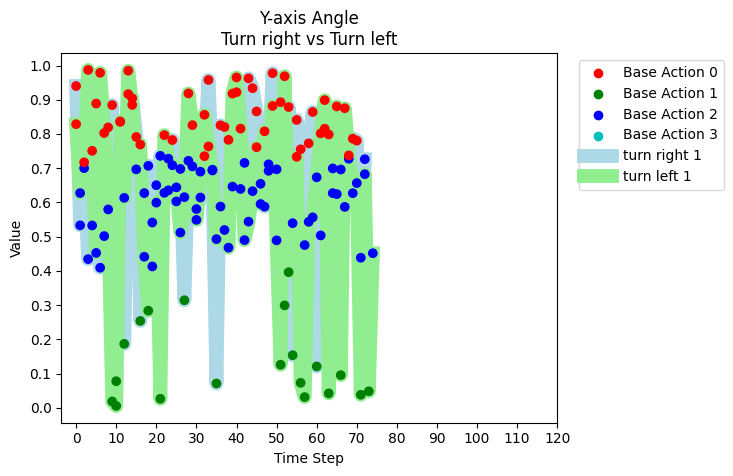 Y-axis Angle
Turn right vs Turn left
Value
1.0
0.9
0.8
0.7
0.6
0.5
0.4
0.3
0.2
0.1
0.0
0 10 20 30 40 50 60 70 80 90 100 110 120
Time Step
Base Action 0
Base Action 1
Base Action 2
Base Action 3
turn right 1
turn left 1